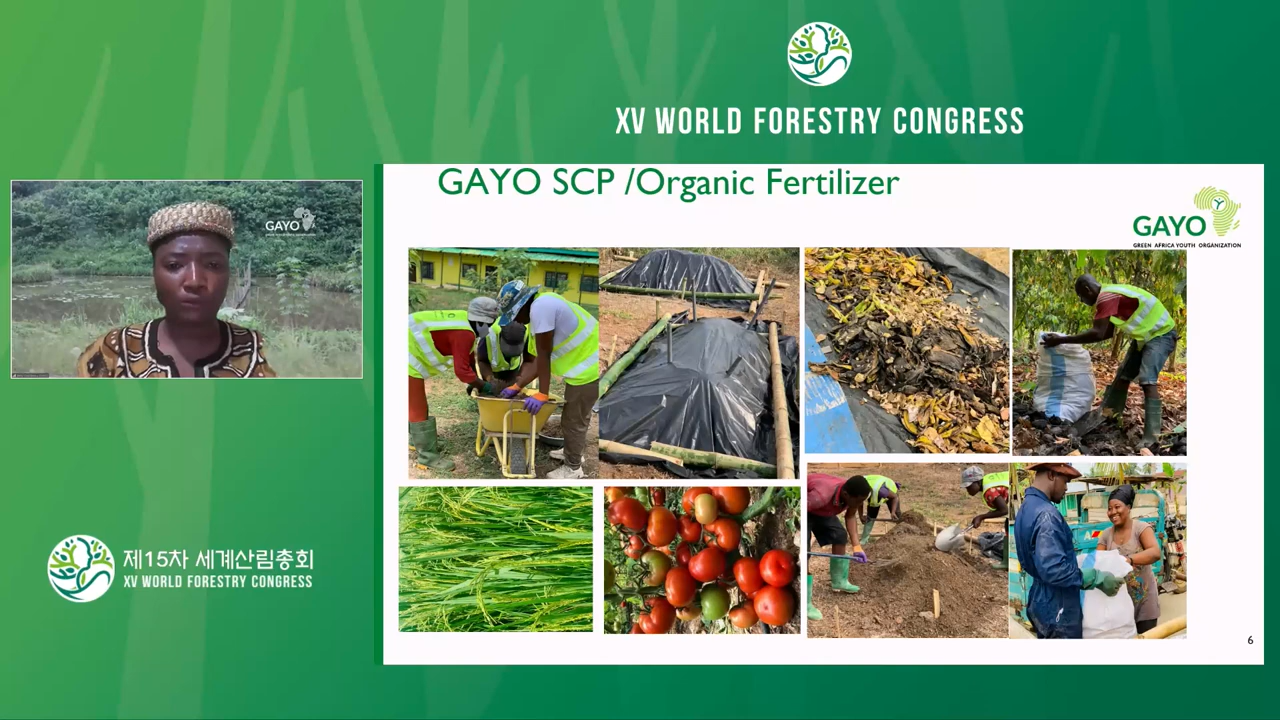 XV WORLD FORESTRY CONGRESS
GAYO SCP /Organic Fertilizer
GAYO
GREEN AFRICA YOUTH ORGANIZATION
GAYO
제15차 세계산림총회
XV WORLD FORESTRY CONGRESS
6